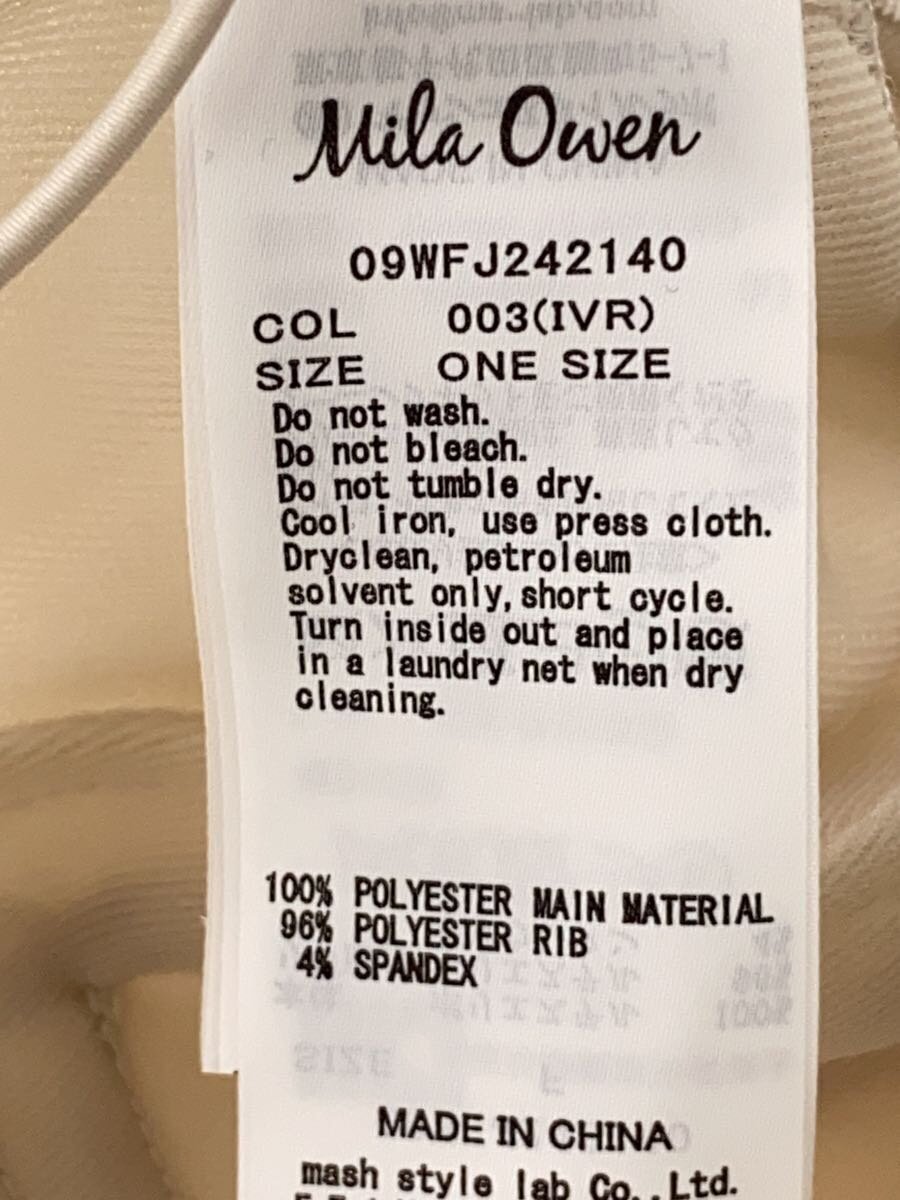 Mila Owen
09WFJ242140
COL 003(IVR)
SIZE ONE SIZE
Do not wash.
Do not bleach.
Do not tumble dry.
Cool iron, use press cloth.
Dryclean, petroleum
solvent only, short cycle.
Turn inside out and place
in a laundry net when dry
cleaning.
100% POLYESTER MAIN MATERIAL
96% POLYESTER RIB
4% SPANDEX
MADE IN CHINA
mash style lab Co.,Ltd.